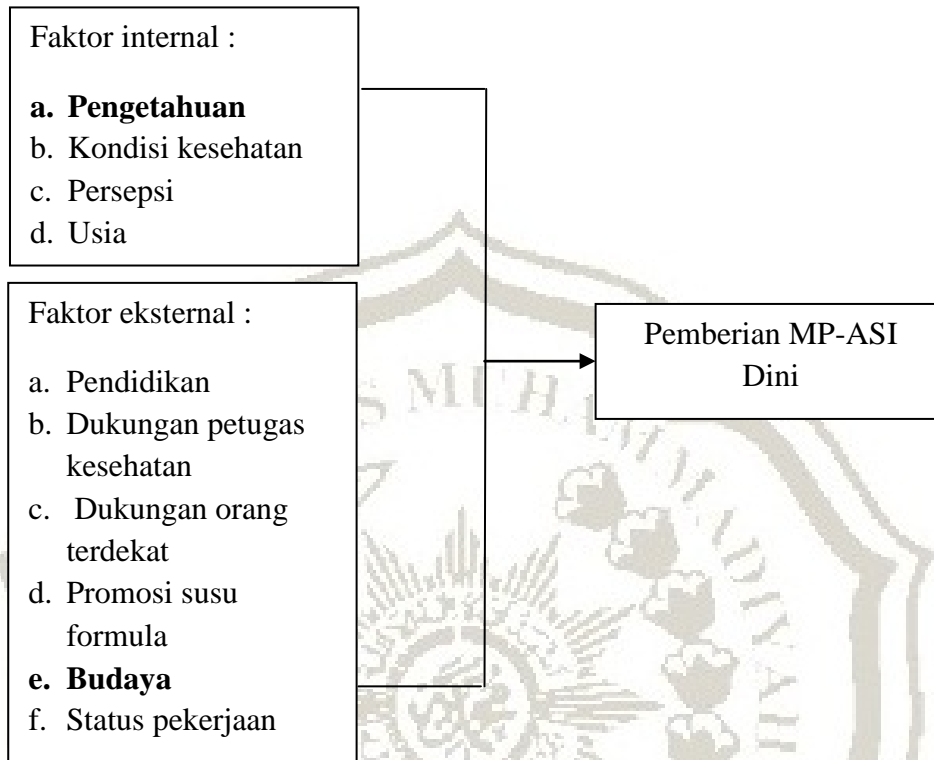 Faktor internal :
a. Pengetahuan
b. Kondisi kesehatan
c. Persepsi
d. Usia
Faktor eksternal :
a. Pendidikan
b. Dukungan petugas
kesehatan
c. Dukungan orang
terdekat
d. Promosi susu
formula
e. Budaya
f. Status pekerjaan
Pemberian MP-ASI
Dini
S MUHAMMADIYAH